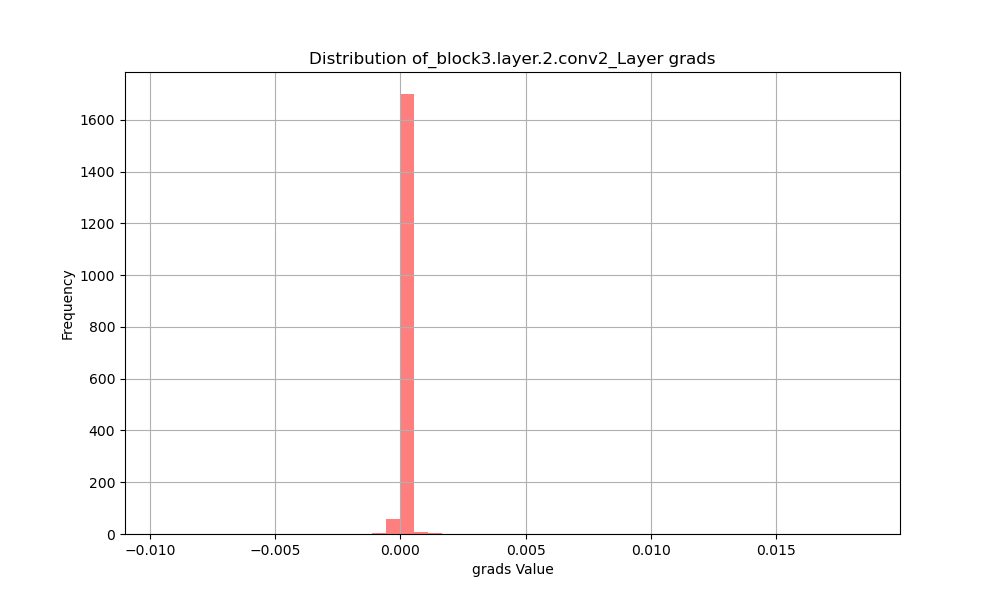 Distribution of_block3.layer.2.conv2_Layer grads
1600
1400
1200
1000
800
600
400
200
0
Frequency
−0.010 −0.005 0.000 0.005 0.010 0.015
grads Value